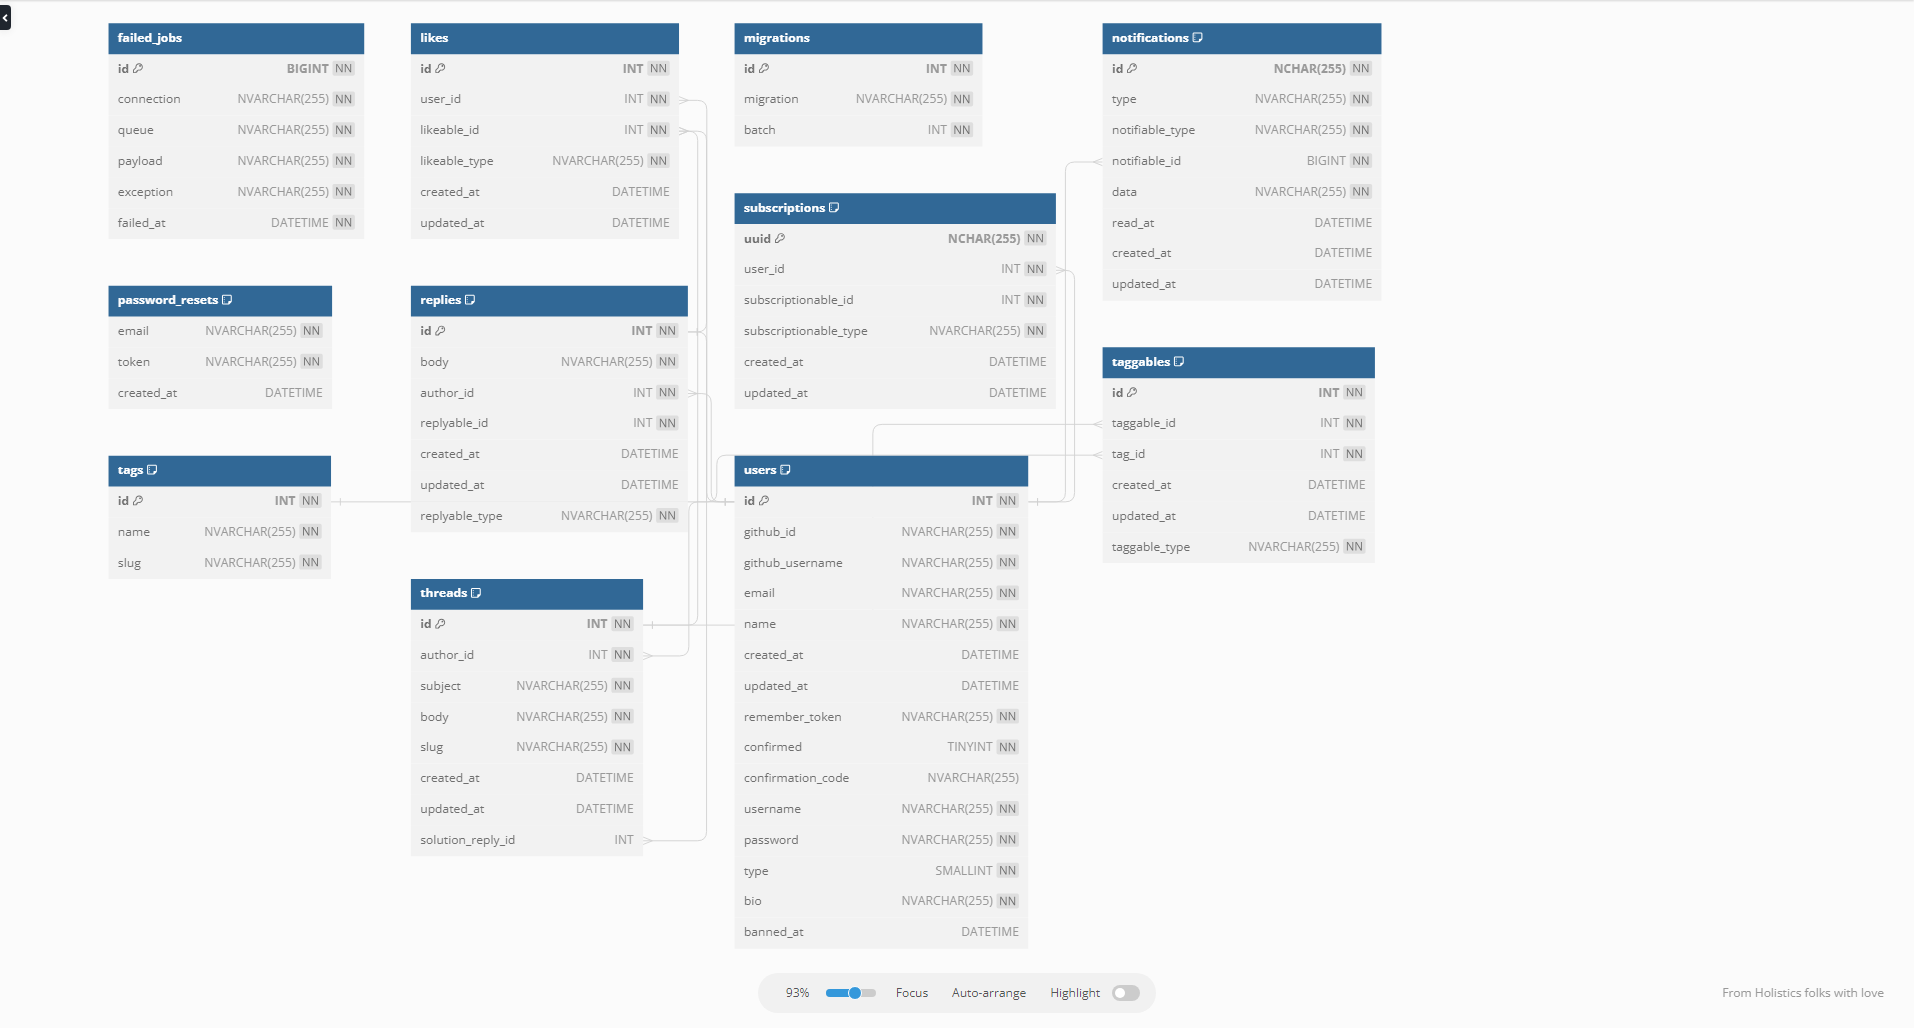 failed_jobs
id BIGINT NN
connection NVARCHAR(255) NN
queue NVARCHAR(255) NN
payload NVARCHAR(255) NN
exception NVARCHAR(255) NN
failed_at DATETIME NN
likes
id INT NN
user_id INT NN
likeable_id INT NN
likeable_type NVARCHAR(255) NN
created_at DATETIME
updated_at DATETIME
migrations
id INT NN
migration NVARCHAR(255) NN
batch INT NN
notifications
id NCHAR(255) NN
type NVARCHAR(255) NN
notifiable_type NVARCHAR(255) NN
notifiable_id BIGINT NN
data NVARCHAR(255) NN
read_at DATETIME
created_at DATETIME
updated_at DATETIME
subscriptions
uuid NCHAR(255) NN
user_id INT NN
subscriptionable_id INT NN
subscriptionable_type NVARCHAR(255) NN
created_at DATETIME
updated_at DATETIME
password_resets
email NVARCHAR(255) NN
token NVARCHAR(255) NN
created_at DATETIME
replies
id INT NN
body NVARCHAR(255) NN
author_id INT NN
replyable_id INT NN
created_at DATETIME
updated_at DATETIME
replyable_type NVARCHAR(255) NN
taggables
id INT NN
taggable_id INT NN
tag_id INT NN
created_at DATETIME
updated_at DATETIME
taggable_type NVARCHAR(255) NN
tags
id INT NN
name NVARCHAR(255) NN
slug NVARCHAR(255) NN
users
id INT NN
github_id NVARCHAR(255) NN
github_username NVARCHAR(255) NN
email NVARCHAR(255) NN
name NVARCHAR(255) NN
created_at DATETIME
updated_at DATETIME
remember_token NVARCHAR(255) NN
confirmed TINYINT NN
confirmation_code NVARCHAR(255)
username NVARCHAR(255) NN
password NVARCHAR(255) NN
type SMALLINT NN
bio NVARCHAR(255) NN
banned_at DATETIME
threads
id INT NN
author_id INT NN
subject NVARCHAR(255) NN
body NVARCHAR(255) NN
slug NVARCHAR(255) NN
created_at DATETIME
updated_at DATETIME
solution_reply_id INT
93% Focus Auto-arrange Highlight
From Holistics folks with love